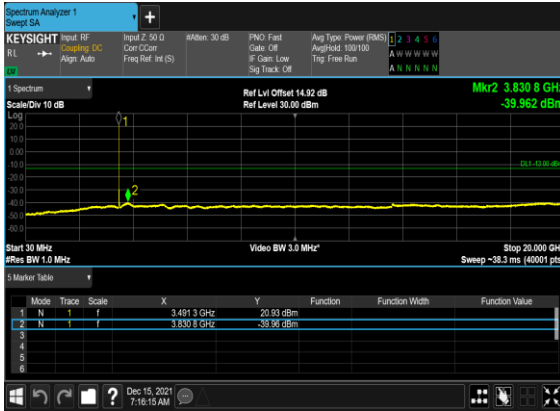 Spectrum Analyzer 1
Swept SA
+
KEYSIGHT Input: RF Input Z: 50 Ω #Atten: 30 dB PNO: Fast Avg Type: Power (RMS) 1 2 3 4 5 6
RL Coupling: DC Corr CCorr Gate: Off Avg|Hold: 100/100 A W W W W W
Align: Auto Freq Ref: Int (S) IF Gain: Low Trig: Free Run A N N N N N
Sig Track: Off
1 Spectrum
Ref Lvl Offset 14.92 dB Mkr2 3.830 8 GHz
Scale/Div 10 dB Ref Level 30.00 dBm -39.962 dBm
Log
20.0
10.0
0.00
-10.0
-20.0
-30.0
-40.0
-50.0
-60.0
1
2
DL1 -13.00 dBm
Start 30 MHz Video BW 3.0 MHz* Stop 20.000 GHz
#Res BW 1.0 MHz Sweep ~38.3 ms (40001 pts)
5 Marker Table
Mode Trace Scale X Y Function Function Width Function Value
1 N 1 f 3.491 3 GHz 20.93 dBm
2 N 1 f 3.830 8 GHz -39.96 dBm
3
4
5
6
? Dec 15, 2021
7:16:15 AM